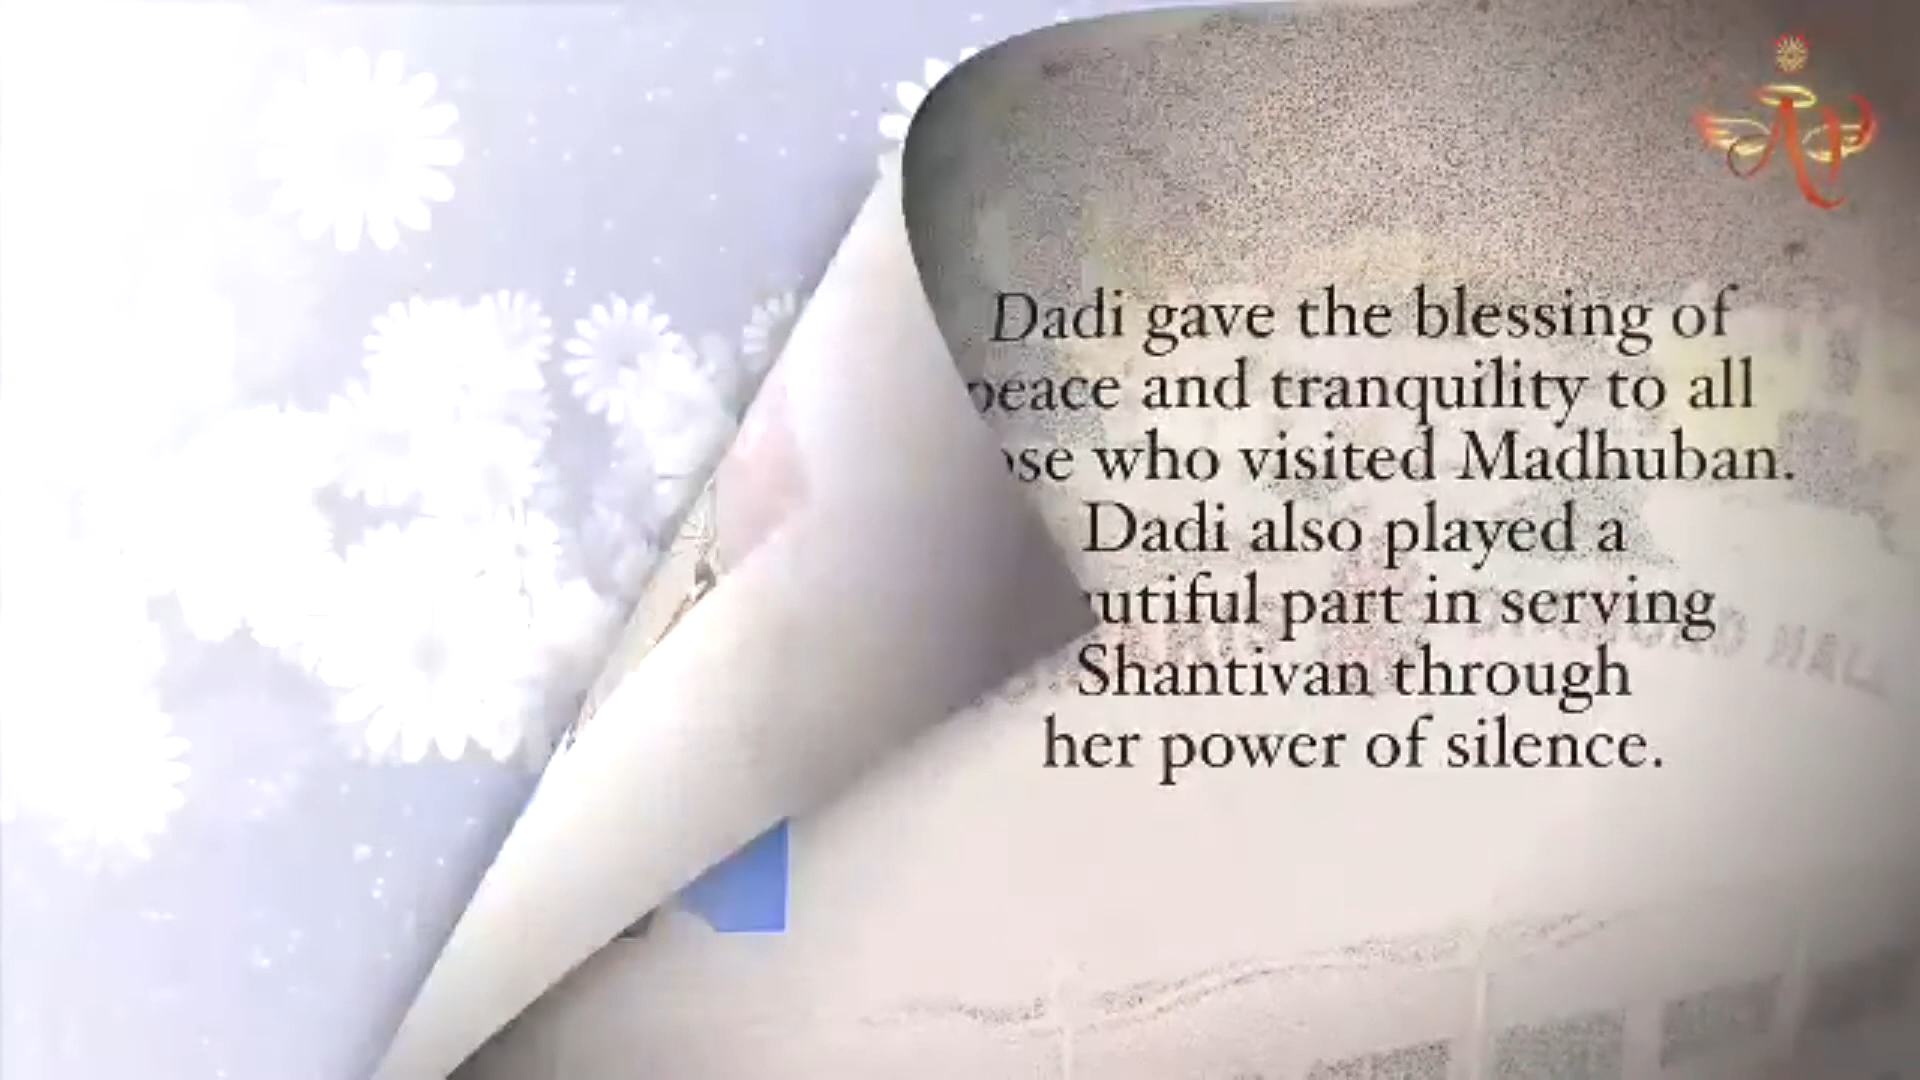 Dadi gave the blessing of
and tranquility to all
who visited Madhuban.
Dadi also played a
part in serving
Shantivan through
her power of silence.